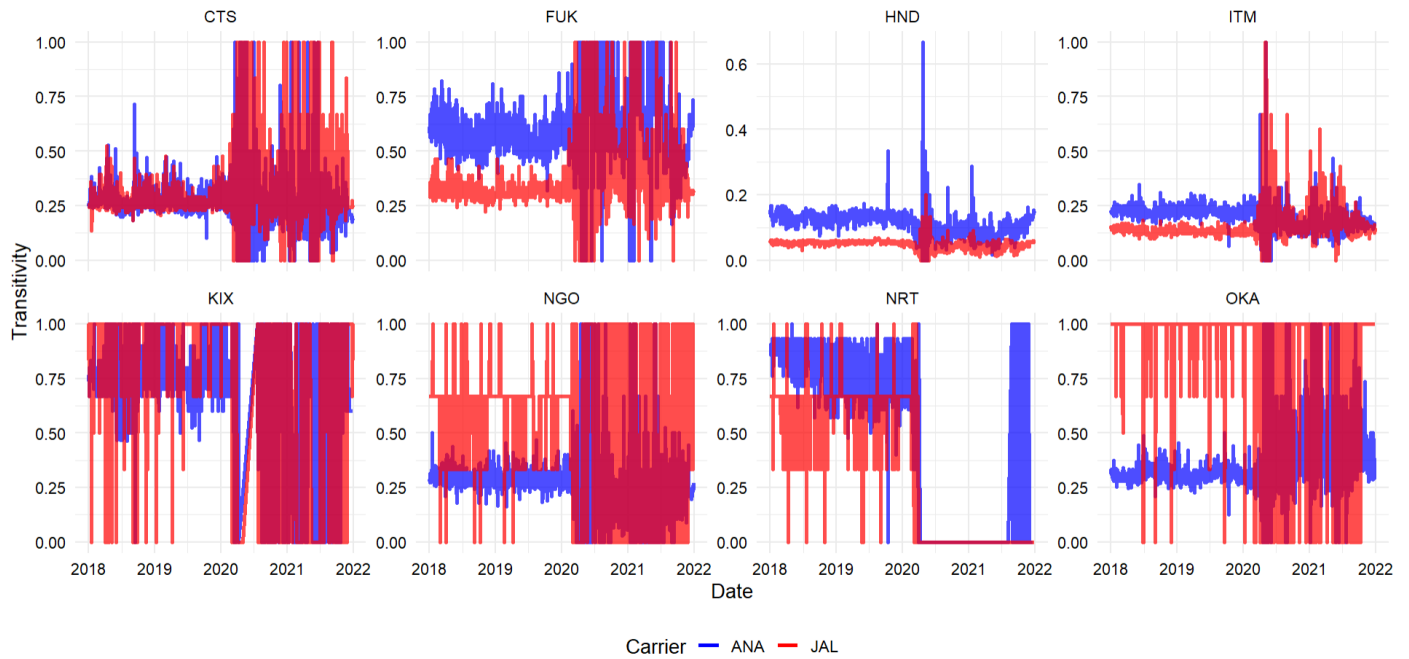 CTS FUK HND ITM
1.00 1.00 1.00
0.6
0.75 0.75 0.75
0.4
0.50 0.50 0.50
0.2
0.25 0.25 0.25
0.00 0.00 0.0 0.00
Transitivity
KIX NGO NRT OKA
1.00 1.00 1.00 1.00
0.75 0.75 0.75 0.75
0.50 0.50 0.50 0.50
0.25 0.25 0.25 0.25
0.00 0.00 0.00 0.00
2018 2019 2020 2021 2022 2018 2019 2020 2021 2022 2018 2019 2020 2021 2022 2018 2019 2020 2021 2022
Date
Carrier ANA JAL